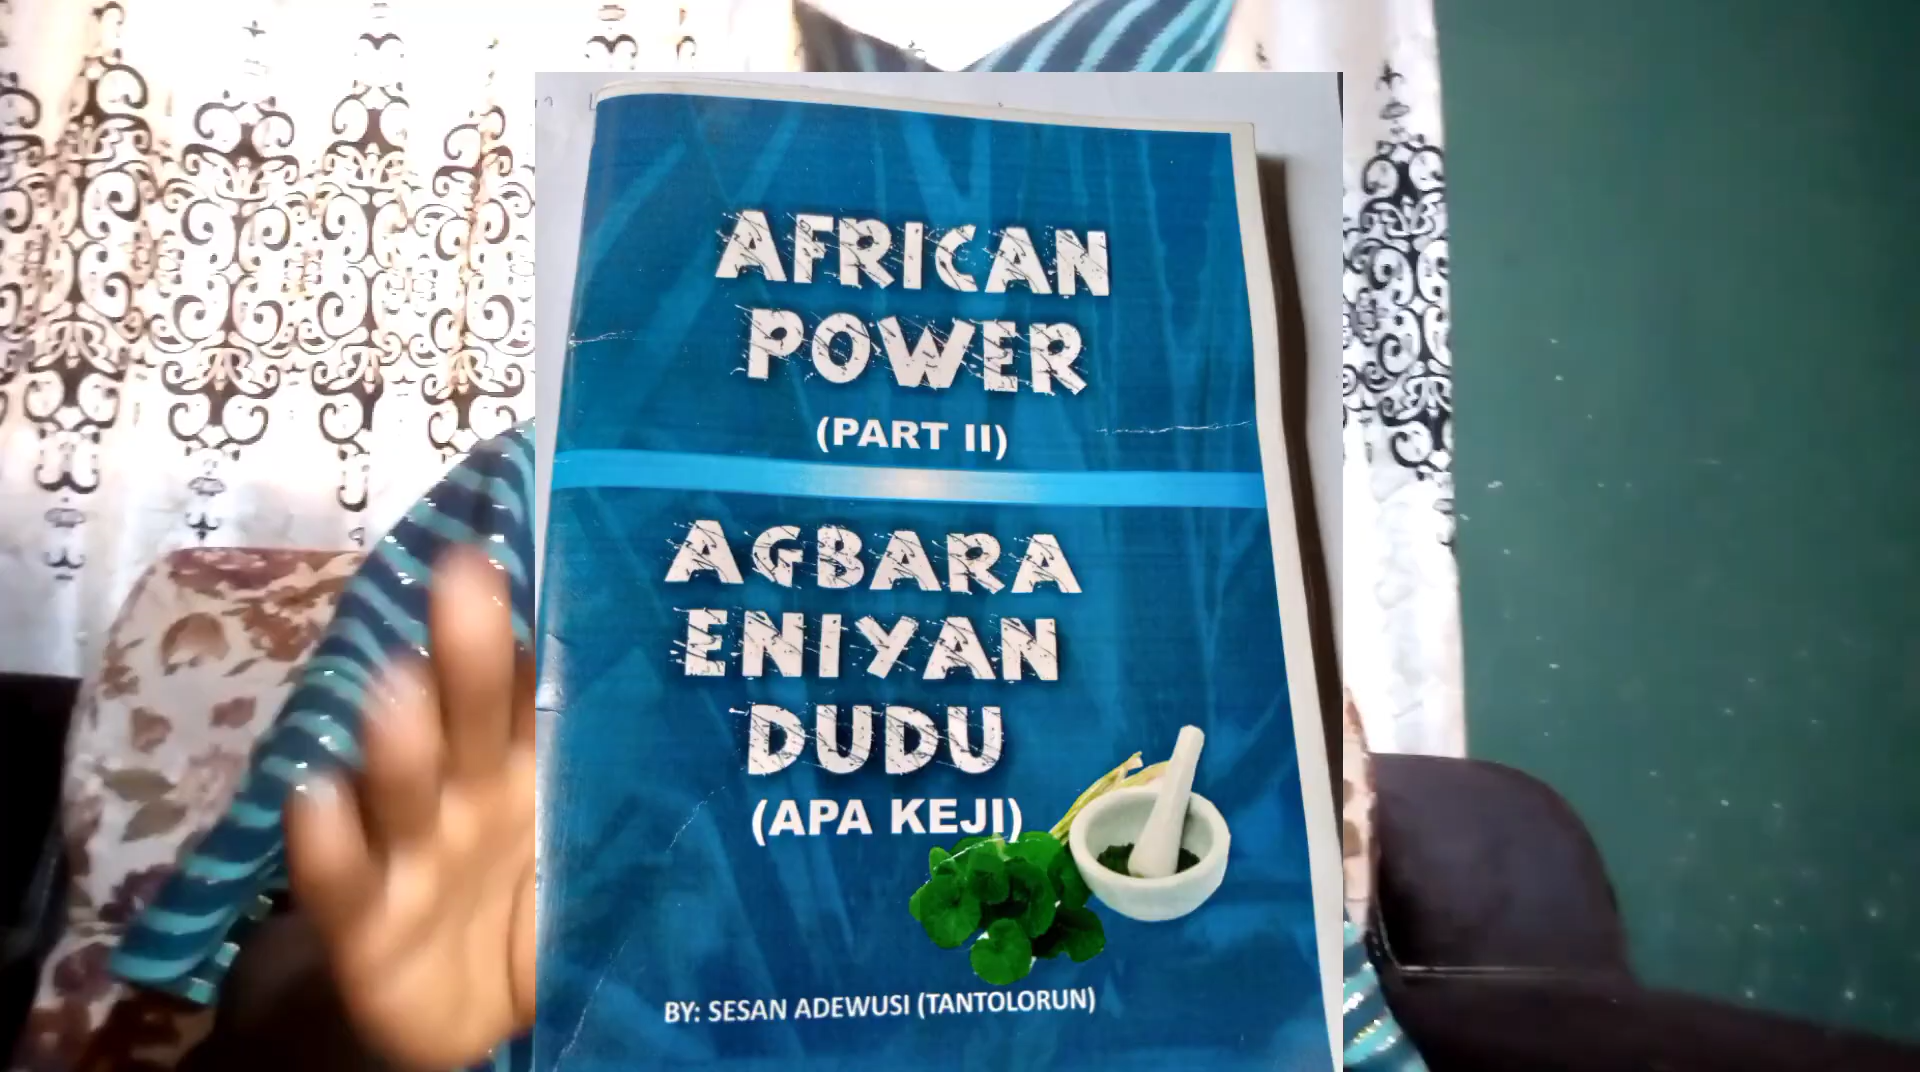 AFRICAN
POWER
(PART II)
AGBARA
ENIYAN
DUDU
(APA KEJI)
BY: SESAN ADEWUSI (TANTOLORUN)